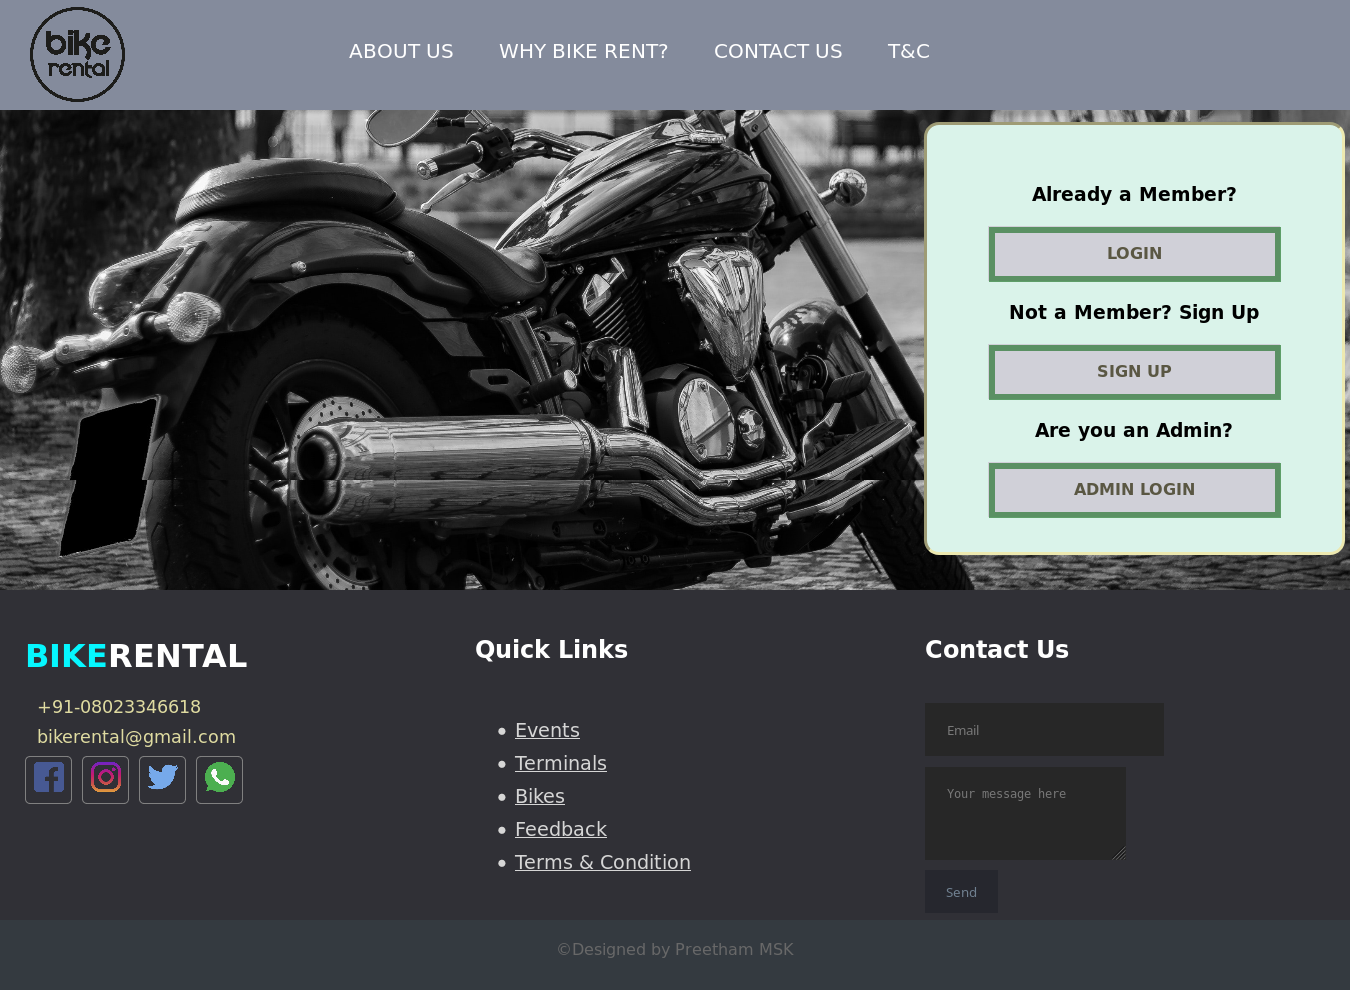 bike
rental
ABOUT US
WHY BIKE RENT?
CONTACT US
T&C
Already a Member?
LOGIN
Not a Member? Sign Up
SIGN UP
Are you an Admin?
ADMIN LOGIN
BIKERENTAL
+91-08023346618
bikerental@gmail.com
Quick Links
Events
Terminals
Bikes
Feedback
Terms & Condition
Contact Us
Email
Your message here
Send
©Designed by Preetham MSK